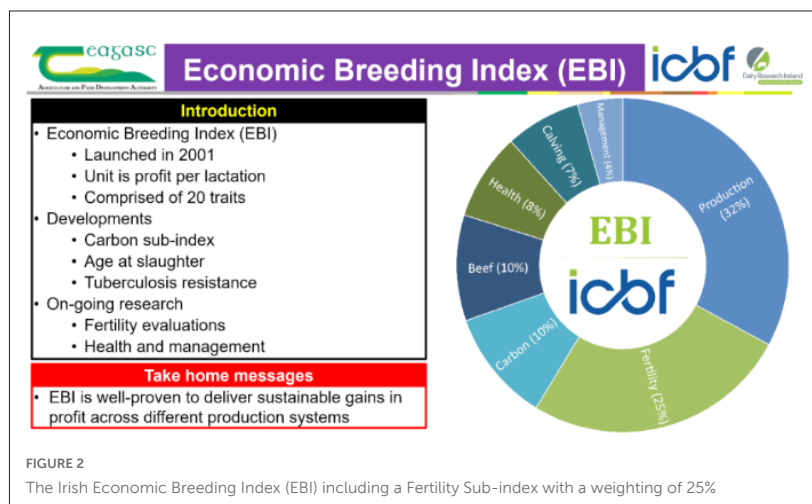 eagasc
AGRICULTURE AND FOOD DEVELOPMENT AUTHORITY
Economic Breeding Index (EBI)
icbf
Dairy Research Ireland
Introduction
• Economic Breeding Index (EBI)
• Launched in 2001
• Unit is profit per lactation
• Comprised of 20 traits
• Developments
• Carbon sub-index
• Age at slaughter
• Tuberculosis resistance
• On-going research
• Fertility evaluations
• Health and management
Take home messages
• EBI is well-proven to deliver sustainable gains in
profit across different production systems
Management (4%)
Calving (7%)
Health (8%)
Beef (10%)
Carbon (10%)
Fertility (25%)
Production
(32%)
EBI
icbf
FIGURE 2
The Irish Economic Breeding Index (EBI) including a Fertility Sub-index with a weighting of 25%